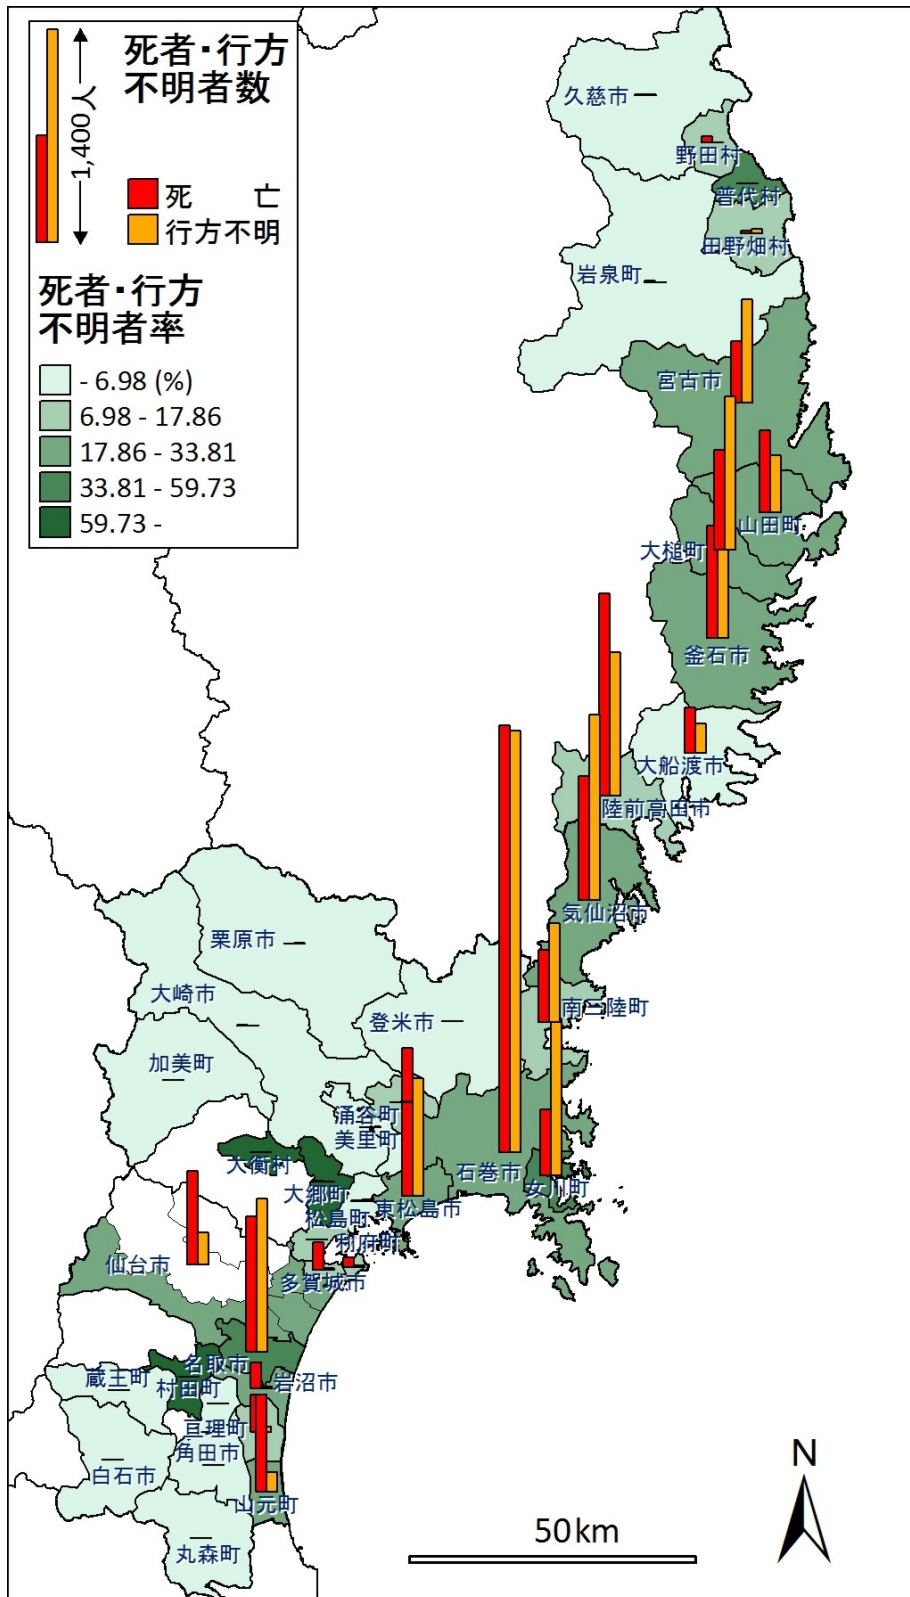 死者・行方
不明者数
1,400人
死　　亡
行方不明
死者・行方
不明者率
- 6.98 (%)
6.98 - 17.86
17.86 - 33.81
33.81 - 59.73
59.73 -
久慈市
野田村
普代村
田野畑村
岩泉町
宮古市
山田町
大槌町
釜石市
大船渡市
陸前高田市
気仙沼市
栗原市
大崎市
南三陸町
登米市
加美町
涌谷町
美里町
大衡村
石巻市
女川町
大郷町
東松島市
松島町
利府町
仙台市
多賀城市
名取市
蔵王町
村田町
岩沼市
亘理町
角田市
白石市
山元町
丸森町
N
50km